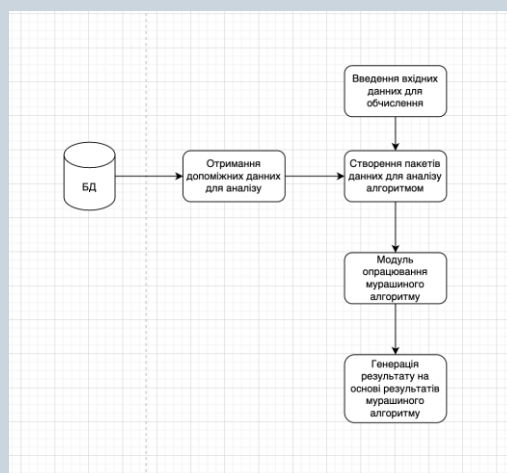 Введення вхідних
данних для
обчислення
БД
Отримання
допоміжних данних
для аналізу
Створення пакетів
данних для аналізу
алгоритмом
Модуль
опрацювання
мурашиного
алгоритму
Генерація
результату на
основі результатів
мурашиного
алгоритму